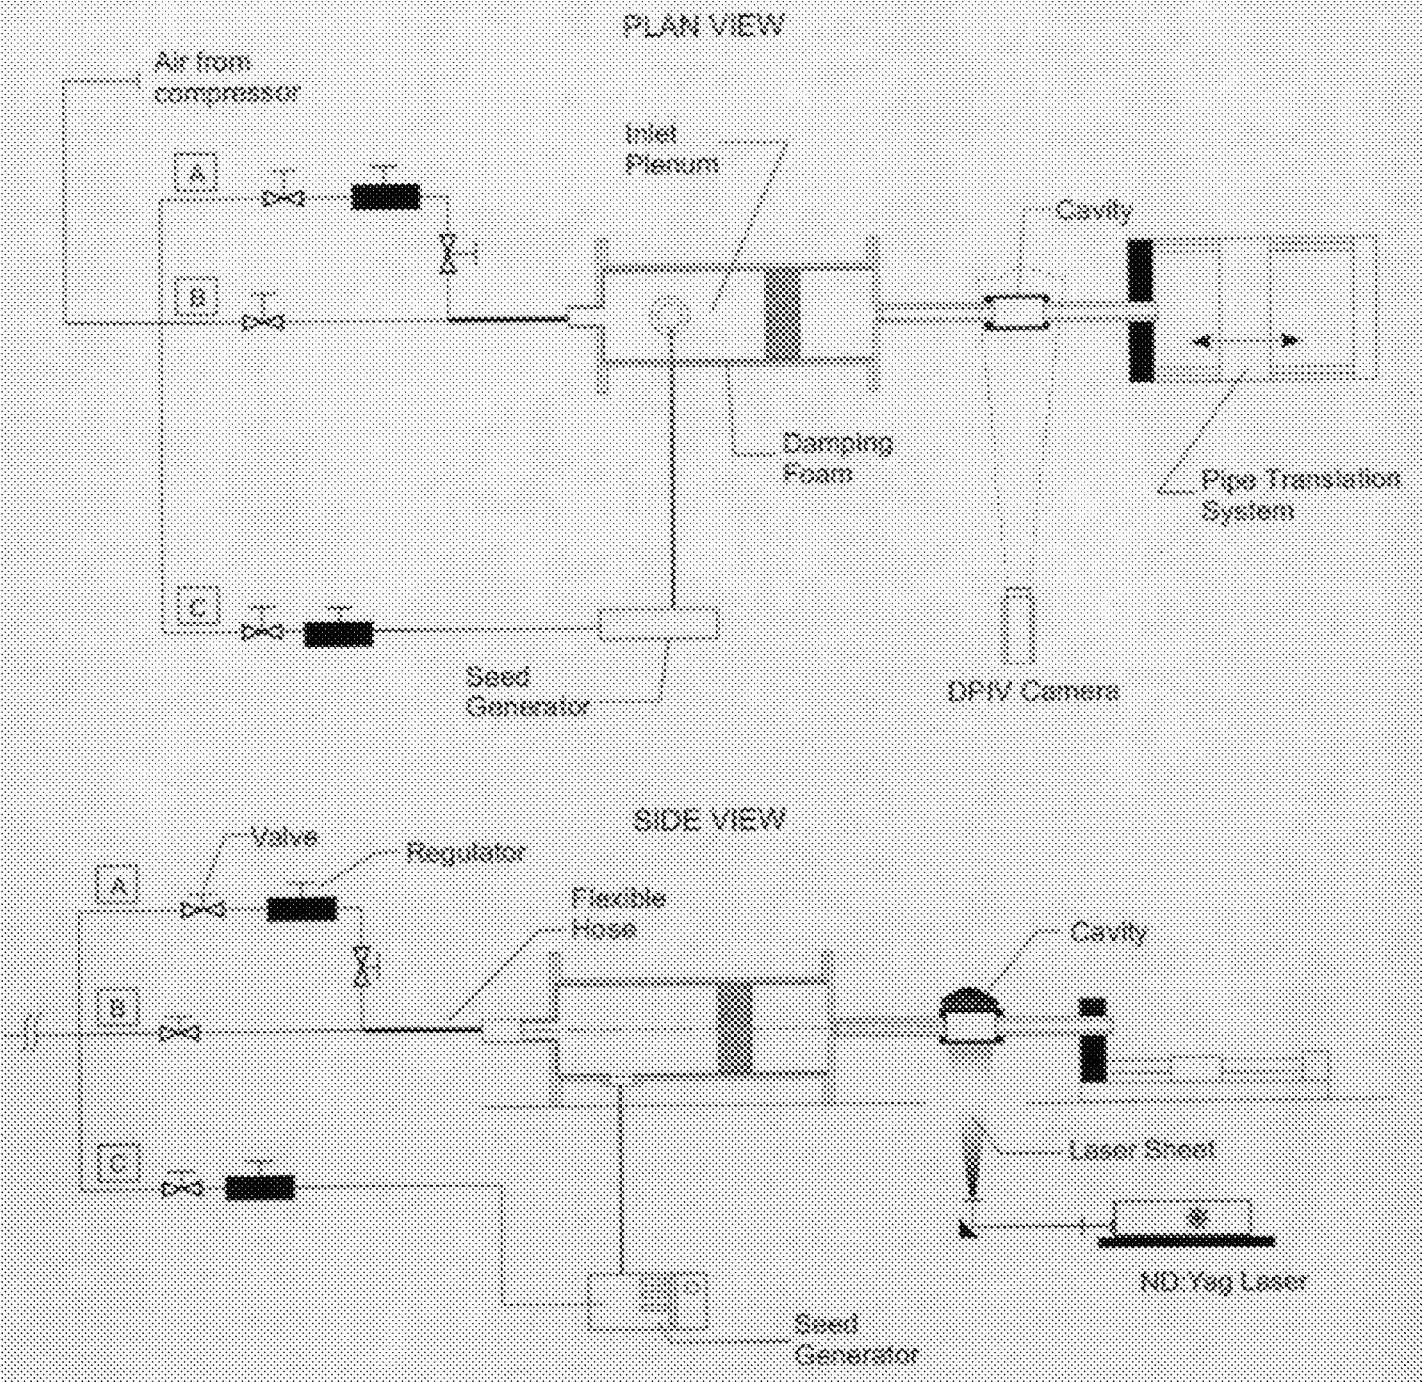 PLAN VIEW
Air from
compressor
Inlet
Plenum
A
Cavity
B
Damping
Foam
Pipe Translation
System
C
Seed
Generator
DPIV Camera
SIDE VIEW
Valve
Regulator
A
Flexible
Hose
Cavity
B
Laser Sheet
C
ND:Yag Laser
Seed
Generator